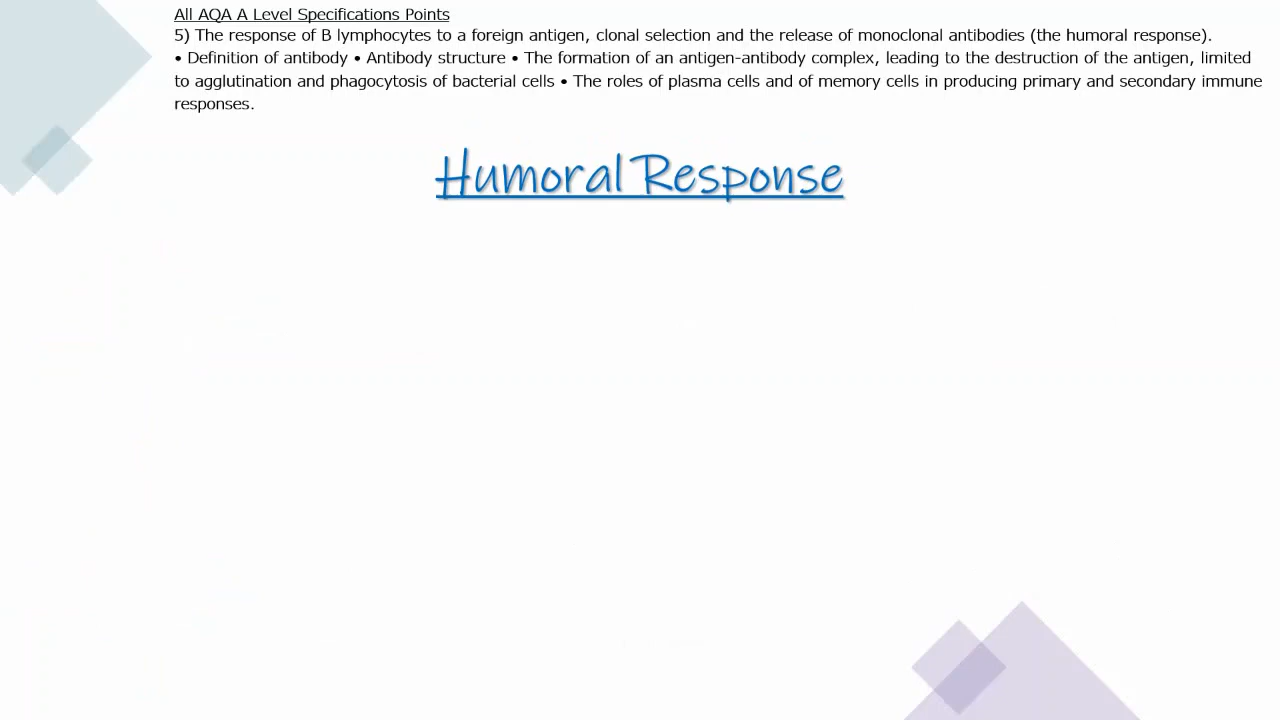 All AQA A Level Specifications Points
5) The response of B lymphocytes to a foreign antigen, clonal selection and the release of monoclonal antibodies (the humoral response).
• Definition of antibody • Antibody structure • The formation of an antigen-antibody complex, leading to the destruction of the antigen, limited
to agglutination and phagocytosis of bacterial cells • The roles of plasma cells and of memory cells in producing primary and secondary immune
responses.
Humoral Response